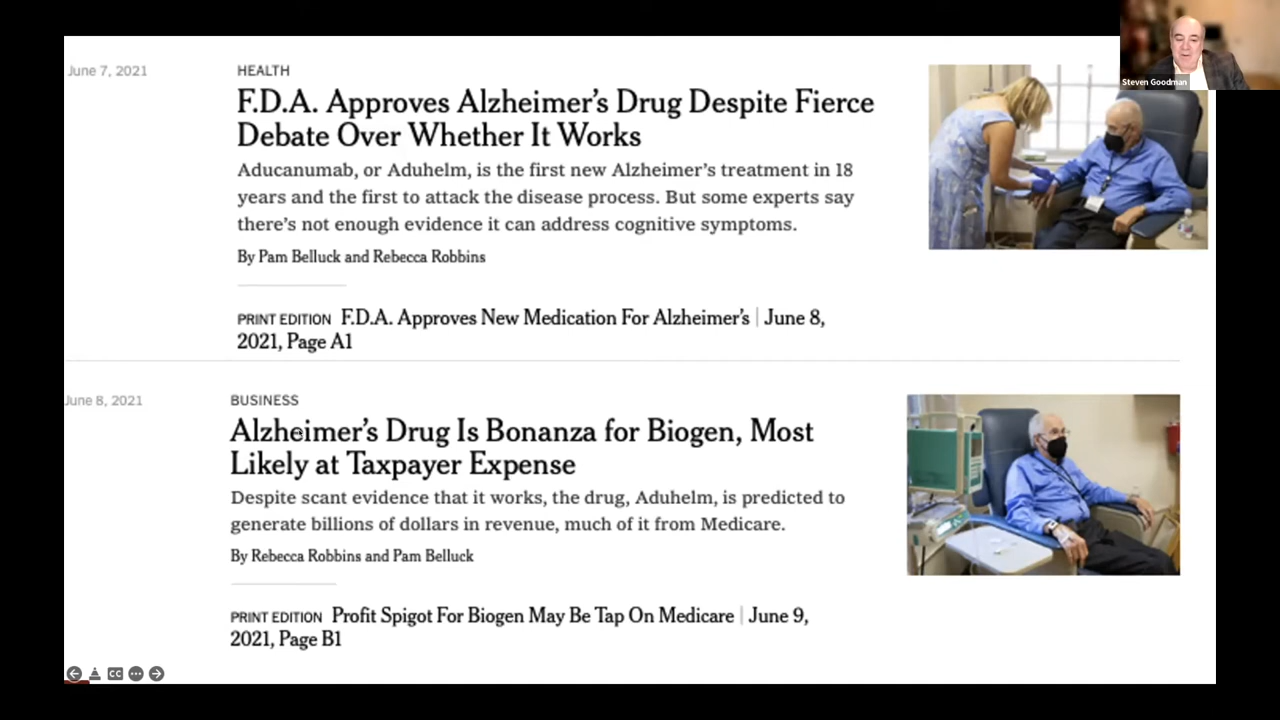 Steven Goodman
June 7, 2021
HEALTH
F.D.A. Approves Alzheimer’s Drug Despite Fierce
Debate Over Whether It Works
Aducanumab, or Aduhelm, is the first new Alzheimer’s treatment in 18
years and the first to attack the disease process. But some experts say
there’s not enough evidence it can address cognitive symptoms.
By Pam Belluck and Rebecca Robbins
PRINT EDITION F.D.A. Approves New Medication For Alzheimer’s | June 8,
2021, Page A1
June 8, 2021
BUSINESS
Alzheimer’s Drug Is Bonanza for Biogen, Most
Likely at Taxpayer Expense
Despite scant evidence that it works, the drug, Aduhelm, is predicted to
generate billions of dollars in revenue, much of it from Medicare.
By Rebecca Robbins and Pam Belluck
PRINT EDITION Profit Spigot For Biogen May Be Tap On Medicare | June 9,
2021, Page B1
CC